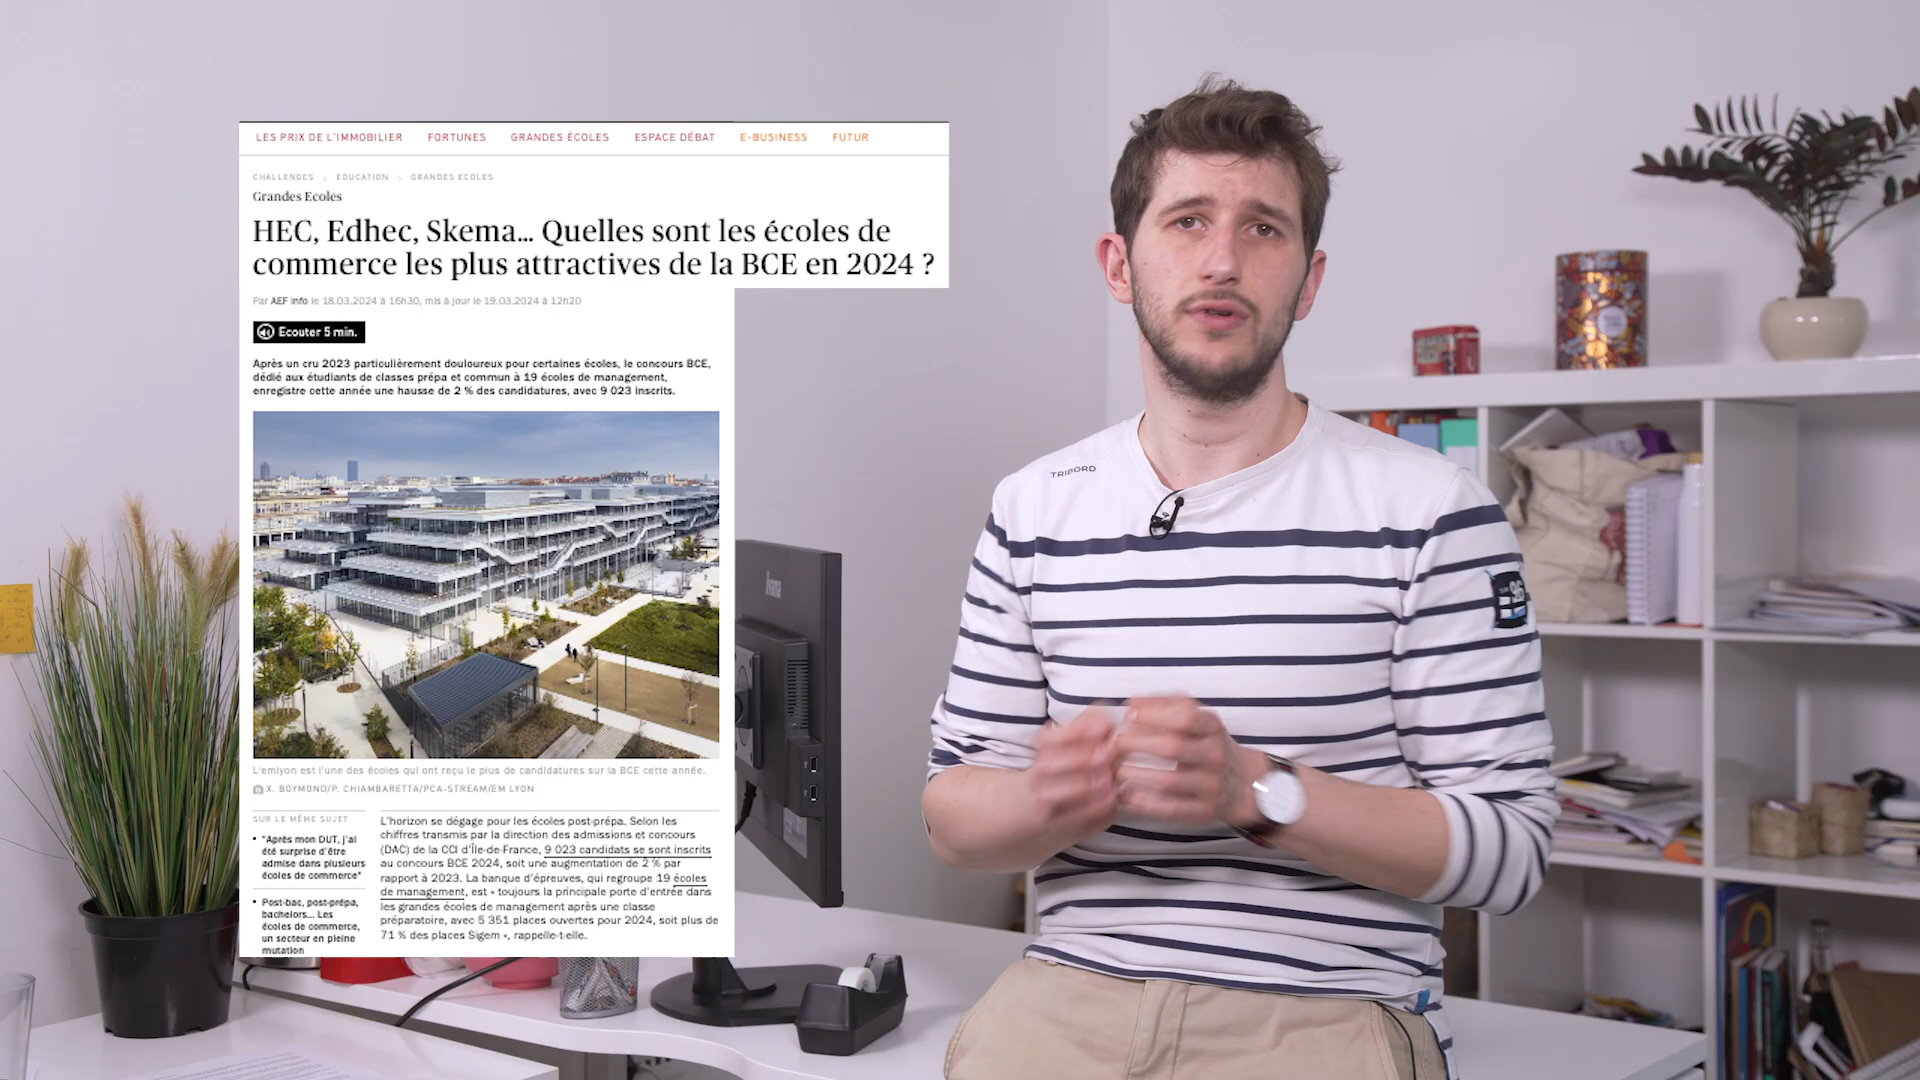 LES PRIX DE L'IMMOBILIER FORTUNES GRANDES ÉCOLES ESPACE DÉBAT E-BUSINESS FUTUR
CHALLENGES > EDUCATION > GRANDES ECOLES
Grandes Ecoles
HEC, Edhec, Skema... Quelles sont les écoles de
commerce les plus attractives de la BCE en 2024 ?
Par AEF info le 18.03.2024 à 16h30, mis à jour le 19.03.2024 à 12h20
Ecouter 5 min.
Après un cru 2023 particulièrement douloureux pour certaines écoles, le concours BCE,
dédié aux étudiants de classes prépa et commun à 19 écoles de management,
enregistre cette année une hausse de 2 % des candidatures, avec 9 023 inscrits.
L'emlyon est l'une des écoles qui ont reçu le plus de candidatures sur la BCE cette année.
X. BOYMOND/P. CHIAMBARETTA/PCA-STREAM/EM LYON
SUR LE MÊME SUJET
• "Après mon DUT, j'ai
été surprise d'être
admise dans plusieurs
écoles de commerce"
• Post-bac, post-prépa,
bachelors... Les
écoles de commerce,
un secteur en pleine
mutation
L'horizon se dégage pour les écoles post-prépa. Selon les
chiffres transmis par la direction des admissions et concours
(DAC) de la CCI d'Île-de-France, 9 023 candidats se sont inscrits
au concours BCE 2024, soit une augmentation de 2 % par
rapport à 2023. La banque d'épreuves, qui regroupe 19 écoles
de management, est « toujours la principale porte d'entrée dans
les grandes écoles de management après une classe
préparatoire, avec 5 351 places ouvertes pour 2024, soit plus de
71 % des places Sigem », rappelle-t-elle.
TRIBORD
iiyama